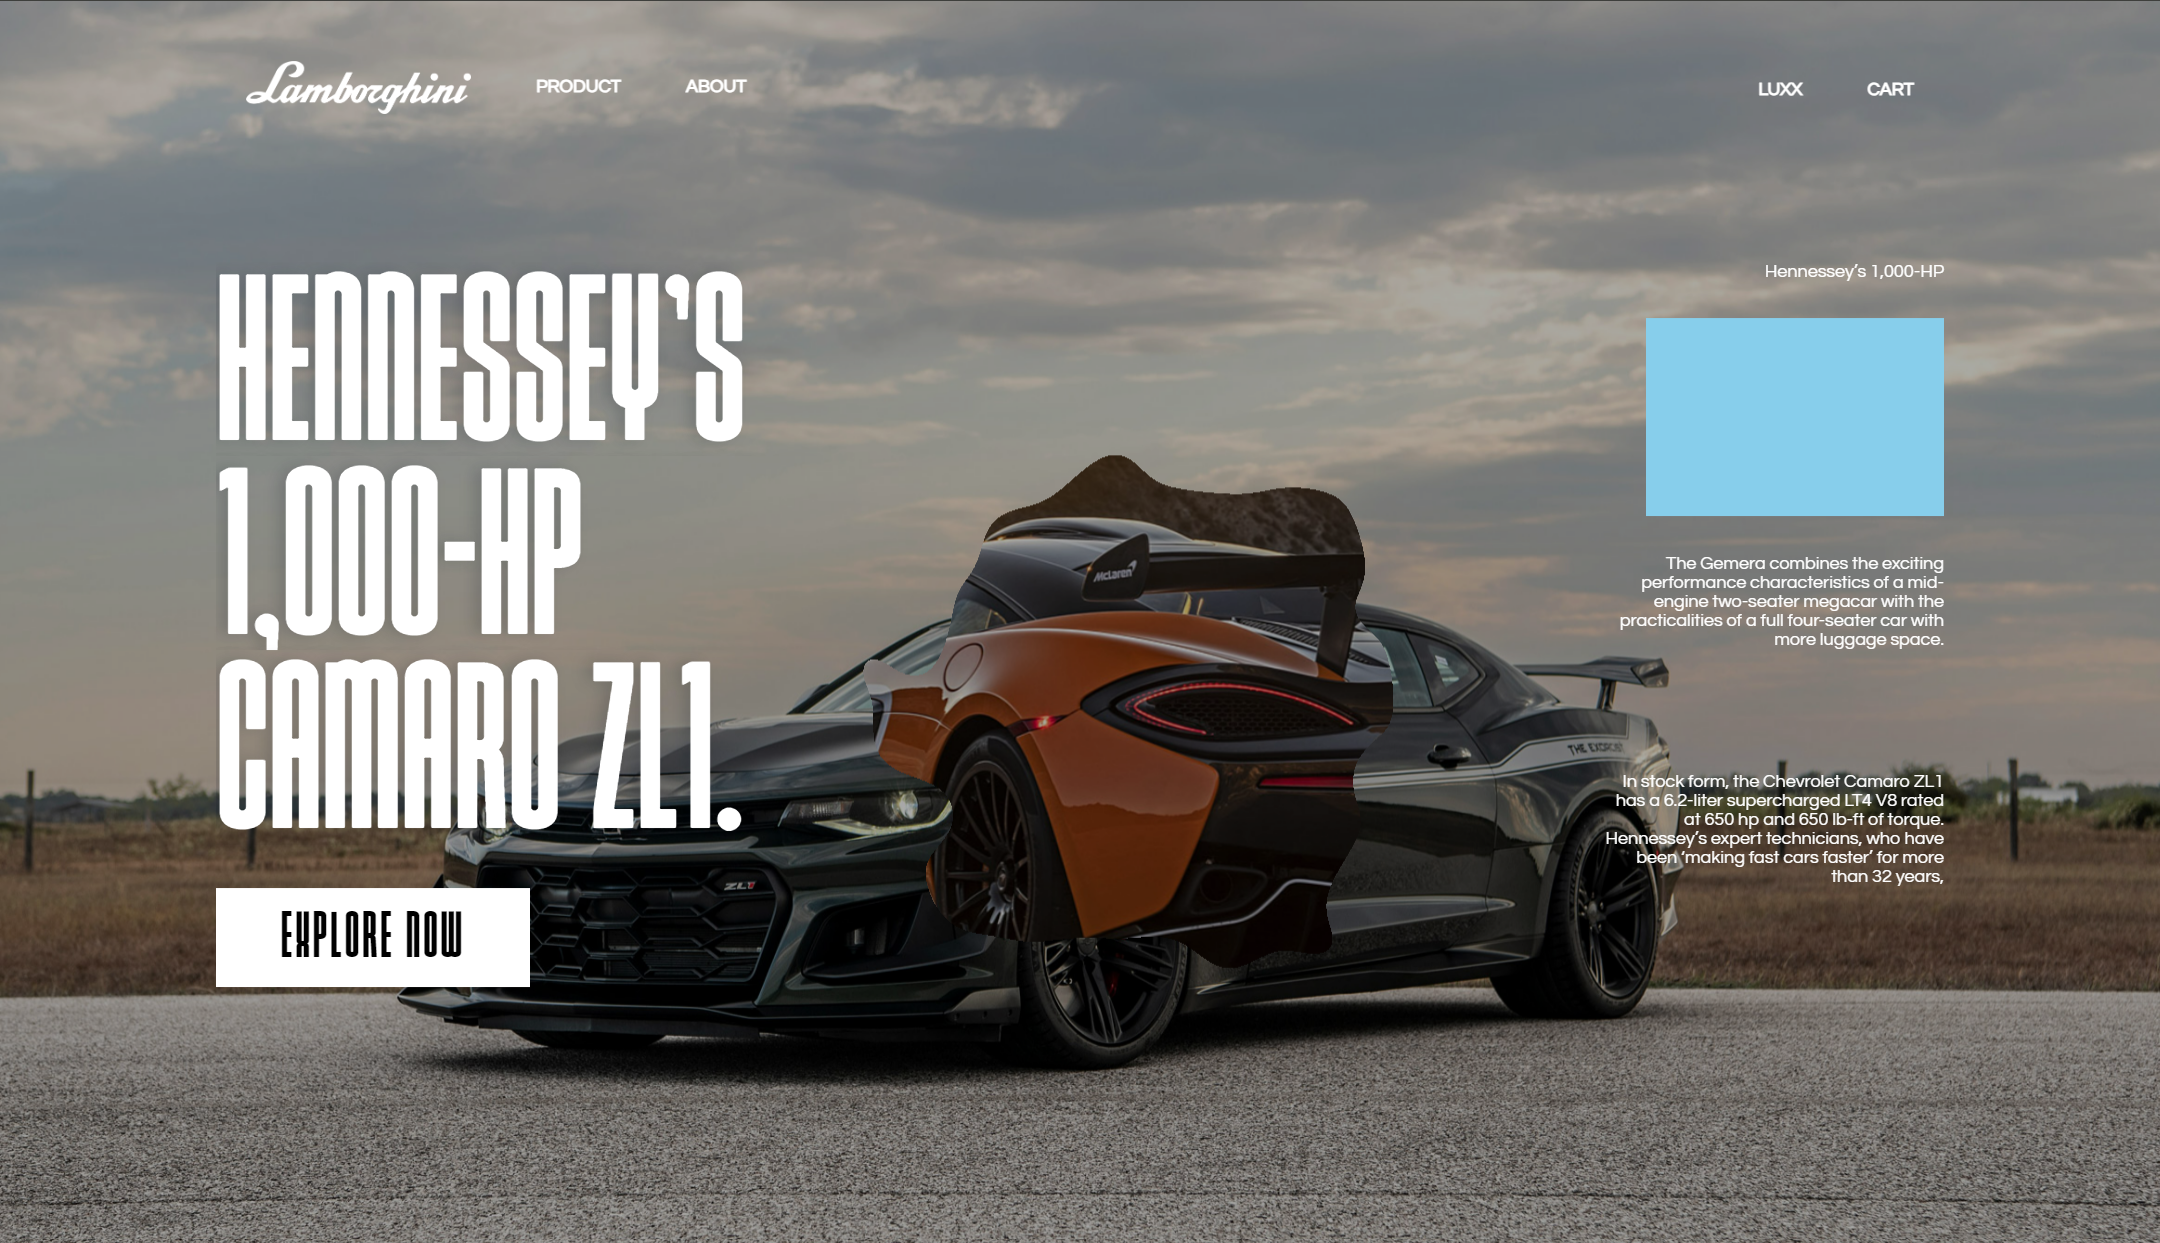 Lamborghini PRODUCT ABOUT LUXX CART
HENNESSEY’S
1,000-HP
CAMARO ZL1.
EXPLORE NOW
Hennessey’s 1,000-HP
The Gemera combines the exciting
performance characteristics of a mid-
engine two-seater megacar with the
practicalities of a full four-seater car with
more luggage space.
In stock form, the Chevrolet Camaro ZL1
has a 6.2-liter supercharged LT4 V8 rated
at 650 hp and 650 lb-ft of torque.
Hennessey’s expert technicians, who have
been ‘making fast cars faster’ for more
than 32 years,
McLaren
THE EXORCIST
ZL1